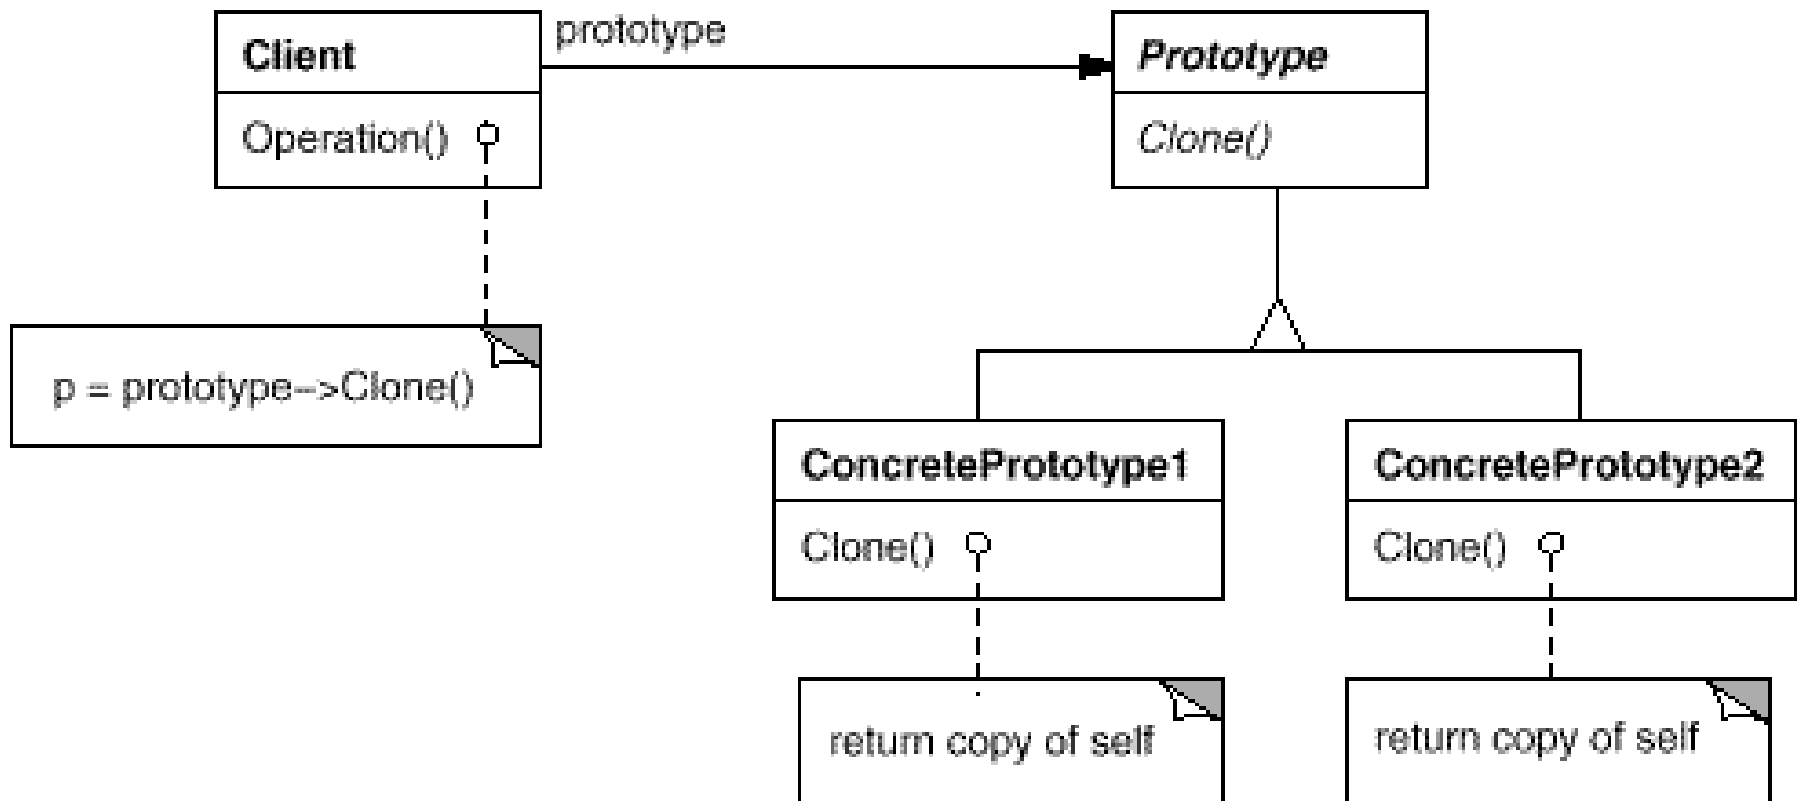 Client
prototype
Prototype
Operation()
Clone()
p = prototype-->Clone()
ConcretePrototype1
ConcretePrototype2
Clone()
Clone()
return copy of self
return copy of self